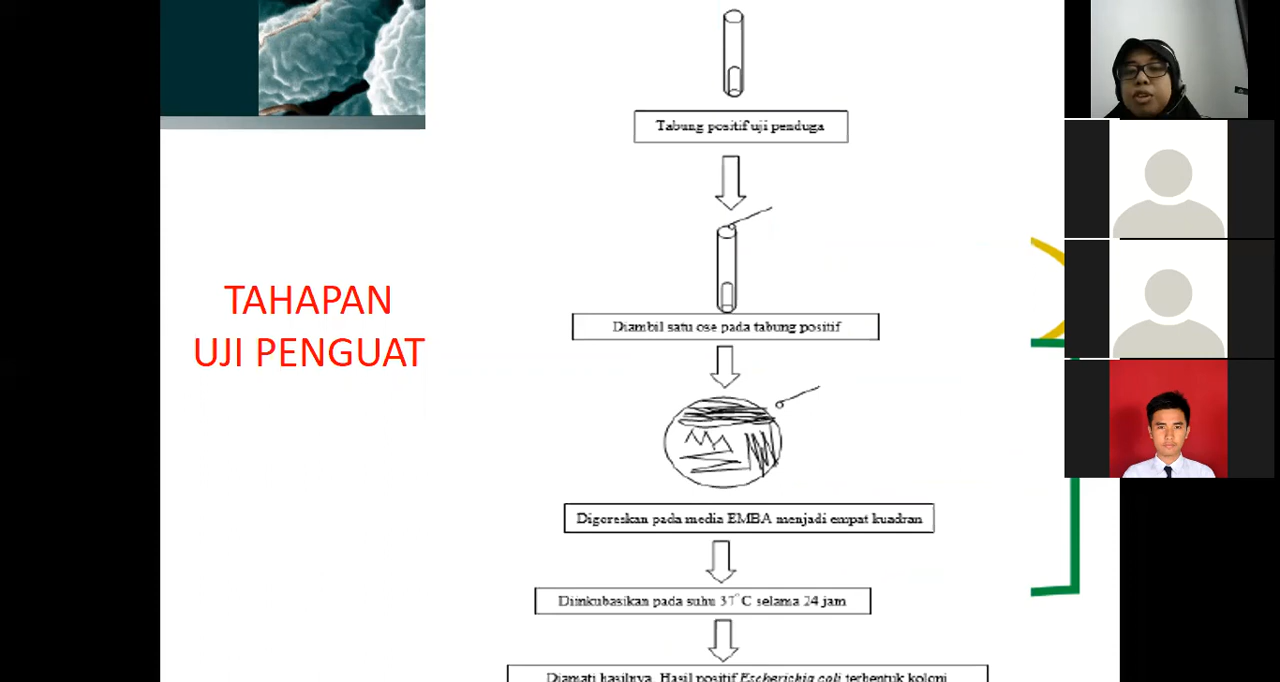 TAHAPAN
UJI PENGUAT
Tabung positif uji penduga
Diambil satu ose pada tabung positif
Digoreskan pada media EMBA menjadi empat kuadran
Diinkubasikan pada suhu 37°C selama 24 jam
Diamati hasilnya. Hasil positif Escherichia coli terbentuk koloni